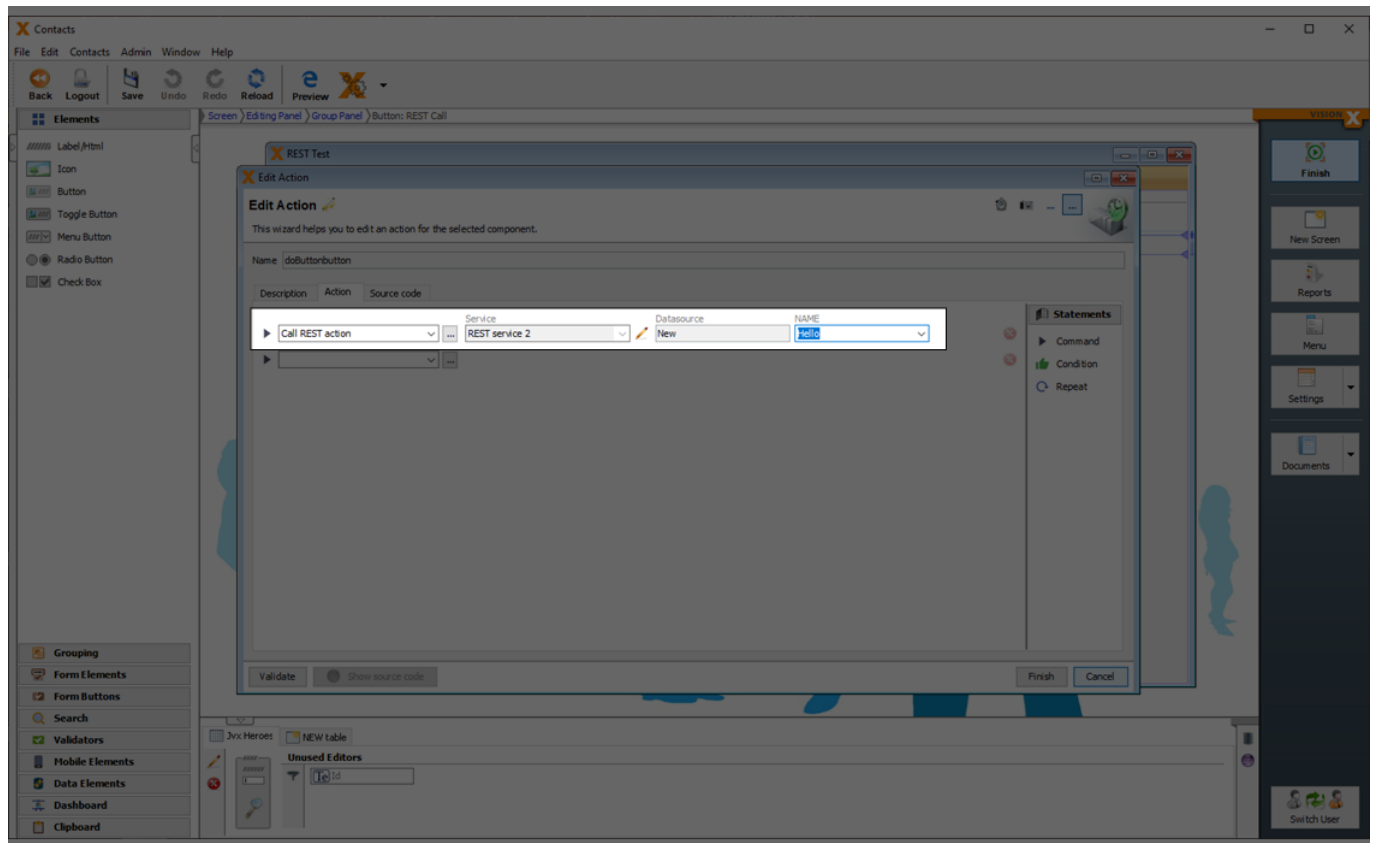 Contacts
File Edit Contacts Admin Window Help
Back Logout Save Undo Redo Reload Preview
Elements
Screen Editing Panel Group Panel Button: REST Call
VISION X
Label/Html
Icon
Button
Toggle Button
Menu Button
Radio Button
Check Box
Grouping
Form Elements
Form Buttons
Search
Validators
Mobile Elements
Data Elements
Dashboard
Clipboard
REST Test
Edit Action
Edit Action
This wizard helps you to edit an action for the selected component.
Name doButtonbutton
Description Action Source code
Service Datasource NAME
Call REST action ... REST service 2 New Hello
...
Statements
Command
Condition
Repeat
Validate Show source code Finish Cancel
Jvx Heroes NEW table
Unused Editors
Te Id
Finish
New Screen
Reports
Menu
Settings
Documents
Switch User